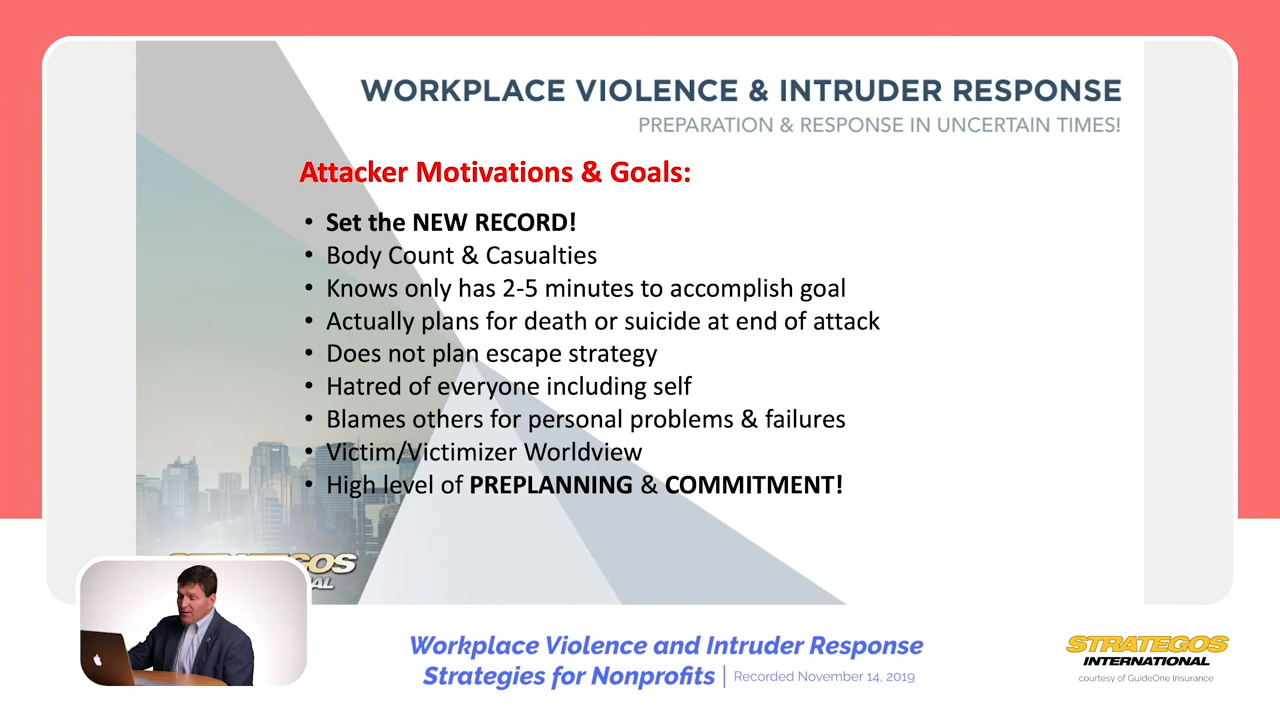 WORKPLACE VIOLENCE & INTRUDER RESPONSE
PREPARATION & RESPONSE IN UNCERTAIN TIMES!
Attacker Motivations & Goals:
• Set the NEW RECORD!
• Body Count & Casualties
• Knows only has 2-5 minutes to accomplish goal
• Actually plans for death or suicide at end of attack
• Does not plan escape strategy
• Hatred of everyone including self
• Blames others for personal problems & failures
• Victim/Victimizer Worldview
• High level of PREPLANNING & COMMITMENT!
Workplace Violence and Intruder Response
Strategies for Nonprofits | Recorded November 14, 2019
STRATEGOS
INTERNATIONAL
courtesy of GuideOne Insurance